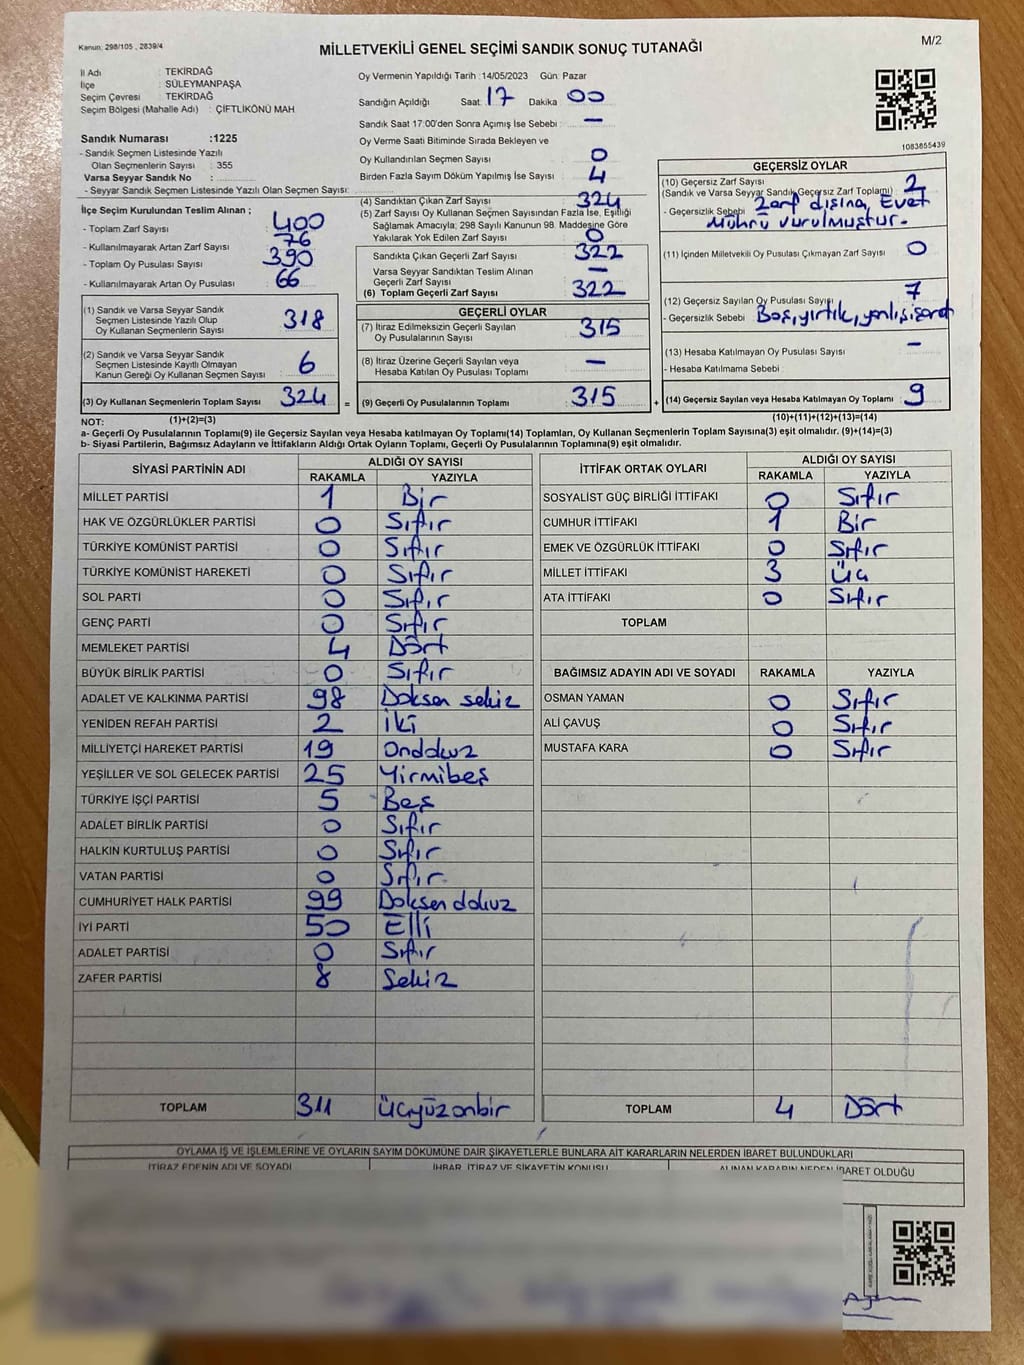 Kanun: 298/105 , 2839/4
MİLLETVEKİLİ GENEL SEÇİMİ SANDIK SONUÇ TUTANAĞI
M/2
İl Adı : TEKİRDAĞ
İlçe : SÜLEYMANPAŞA
Seçim Çevresi : TEKİRDAĞ
Seçim Bölgesi (Mahalle Adı) : ÇİFTLİKÖNÜ MAH
Sandık Numarası :1225
- Sandık Seçmen Listesinde Yazılı
Olan Seçmenlerin Sayısı : 355
Varsa Seyyar Sandık No :
- Seyyar Sandık Seçmen Listesinde Yazılı Olan Seçmen Sayısı:
Oy Vermenin Yapıldığı Tarih :14/05/2023 Gün: Pazar
Sandığın Açıldığı Saat: 17 Dakika 00
Sandık Saat 17:00'den Sonra Açımış İse Sebebi : —
Oy Verme Saati Bitiminde Sırada Bekleyen ve
Oy Kullandırılan Seçmen Sayısı 0
Birden Fazla Sayım Döküm Yapılmış İse Sayısı 4
1083855439
İlçe Seçim Kurulundan Teslim Alınan ;
- Toplam Zarf Sayısı : 400
- Kullanılmayarak Artan Zarf Sayısı : 76
- Toplam Oy Pusulası Sayısı : 390
- Kullanılmayarak Artan Oy Pusulası : 66
(1) Sandık ve Varsa Seyyar Sandık
Seçmen Listesinde Yazılı Olup
Oy Kullanan Seçmenlerin Sayısı 318
(2) Sandık ve Varsa Seyyar Sandık
Seçmen Listesinde Kayıtlı Olmayan
Kanun Gereği Oy Kullanan Seçmen Sayısı 6
(3) Oy Kullanan Seçmenlerin Toplam Sayısı 324 =
(4) Sandıktan Çıkan Zarf Sayısı 324
(5) Zarf Sayısı Oy Kullanan Seçmen Sayısından Fazla İse, Eşitliği
Sağlamak Amacıyla; 298 Sayılı Kanunun 98. Maddesine Göre
Yakılarak Yok Edilen Zarf Sayısı 0
Sandıkta Çıkan Geçerli Zarf Sayısı 322
Varsa Seyyar Sandıktan Teslim Alınan
Geçerli Zarf Sayısı —
(6) Toplam Geçerli Zarf Sayısı 322
GEÇERLİ OYLAR
(7) İtiraz Edilmeksizin Geçerli Sayılan
Oy Pusulalarının Sayısı: 315
(8) İtiraz Üzerine Geçerli Sayılan veya
Hesaba Katılan Oy Pusulası Toplamı —
(9) Geçerli Oy Pusulalarının Toplamı 315 +
GEÇERSİZ OYLAR
(10) Geçersiz Zarf Sayısı 2
(Sandık ve Varsa Seyyar Sandık Geçersiz Zarf Toplamı)
- Geçersizlik Sebebi Zarf dışına, Evet
Mührü vurulmuştur.
(11) İçinden Milletvekili Oy Pusulası Çıkmayan Zarf Sayısı 0
(12) Geçersiz Sayılan Oy Pusulası Sayısı 7
- Geçersizlik Sebebi : Boş, yırtık, yanlış işaret
(13) Hesaba Katılmayan Oy Pusulası Sayısı —
- Hesaba Katılmama Sebebi :
(14) Geçersiz Sayılan veya Hesaba Katılmayan Oy Toplamı 9
NOT: (1)+(2)=(3)
(10)+(11)+(12)+(13)=(14)
a- Geçerli Oy Pusulalarının Toplamı(9) ile Geçersiz Sayılan veya Hesaba katılmayan Oy Toplamı(14) Toplamları, Oy Kullanan Seçmenlerin Toplam Sayısına(3) eşit olmalıdır. (9)+(14)=(3)
b- Siyasi Partilerin, Bağımsız Adayların ve İttifakların Aldığı Ortak Oyların Toplamı, Geçerli Oy Pusulalarının Toplamına(9) eşit olmalıdır.
SİYASİ PARTİNİN ADI ALDIĞI OY SAYISI
RAKAMLA YAZIYLA
MİLLET PARTİSİ 1 Bir
HAK VE ÖZGÜRLÜKLER PARTİSİ 0 Sıfır
TÜRKİYE KOMÜNİST PARTİSİ 0 Sıfır
TÜRKİYE KOMÜNİST HAREKETİ 0 Sıfır
SOL PARTİ 0 Sıfır
GENÇ PARTİ 0 Sıfır
MEMLEKET PARTİSİ 4 Dört
BÜYÜK BİRLİK PARTİSİ 0 Sıfır
ADALET VE KALKINMA PARTİSİ 98 Doksan sekiz
YENİDEN REFAH PARTİSİ 2 İki
MİLLİYETÇİ HAREKET PARTİSİ 19 Ondokuz
YEŞİLLER VE SOL GELECEK PARTİSİ 25 Yirmibeş
TÜRKİYE İŞÇİ PARTİSİ 5 Beş
ADALET BİRLİK PARTİSİ 0 Sıfır
HALKIN KURTULUŞ PARTİSİ 0 Sıfır
VATAN PARTİSİ 0 Sıfır
CUMHURİYET HALK PARTİSİ 99 Doksan dokuz
İYİ PARTİ 50 Elli
ADALET PARTİSİ 0 Sıfır
ZAFER PARTİSİ 8 Sekiz
TOPLAM 311 üçyüzonbir
İTTİFAK ORTAK OYLARI ALDIĞI OY SAYISI
RAKAMLA YAZIYLA
SOSYALİST GÜÇ BİRLİĞİ İTTİFAKI 0 Sıfır
CUMHUR İTTİFAKI 1 Bir
EMEK VE ÖZGÜRLÜK İTTİFAKI 0 Sıfır
MİLLET İTTİFAKI 3 Üç
ATA İTTİFAKI 0 Sıfır
TOPLAM
BAĞIMSIZ ADAYIN ADI VE SOYADI RAKAMLA YAZIYLA
OSMAN YAMAN 0 Sıfır
ALİ ÇAVUŞ 0 Sıfır
MUSTAFA KARA 0 Sıfır
TOPLAM 4 Dört
OYLAMA İŞ VE İŞLEMLERİNE VE OYLARIN SAYIM DÖKÜMÜNE DAİR ŞİKAYETLERLE BUNLARA AİT KARARLARIN NELERDEN İBARET BULUNDUKLARI
İTİRAZ EDENİN ADI VE SOYADI İHBAR, İTİRAZ VE ŞİKAYETİN KONUSU ALINAN KARARIN NEDEN İBARET OLDUĞU